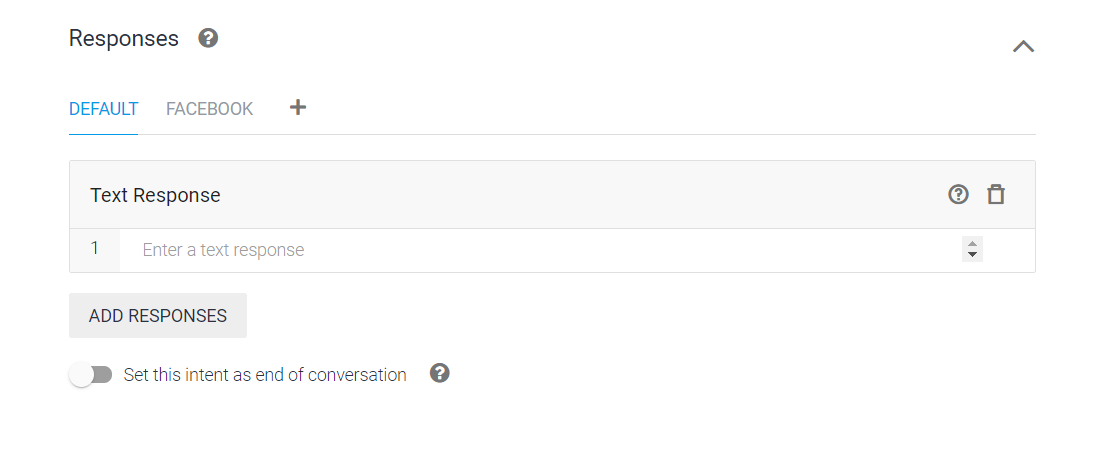 Responses
DEFAULT FACEBOOK
Text Response
1 Enter a text response
ADD RESPONSES
Set this intent as end of conversation